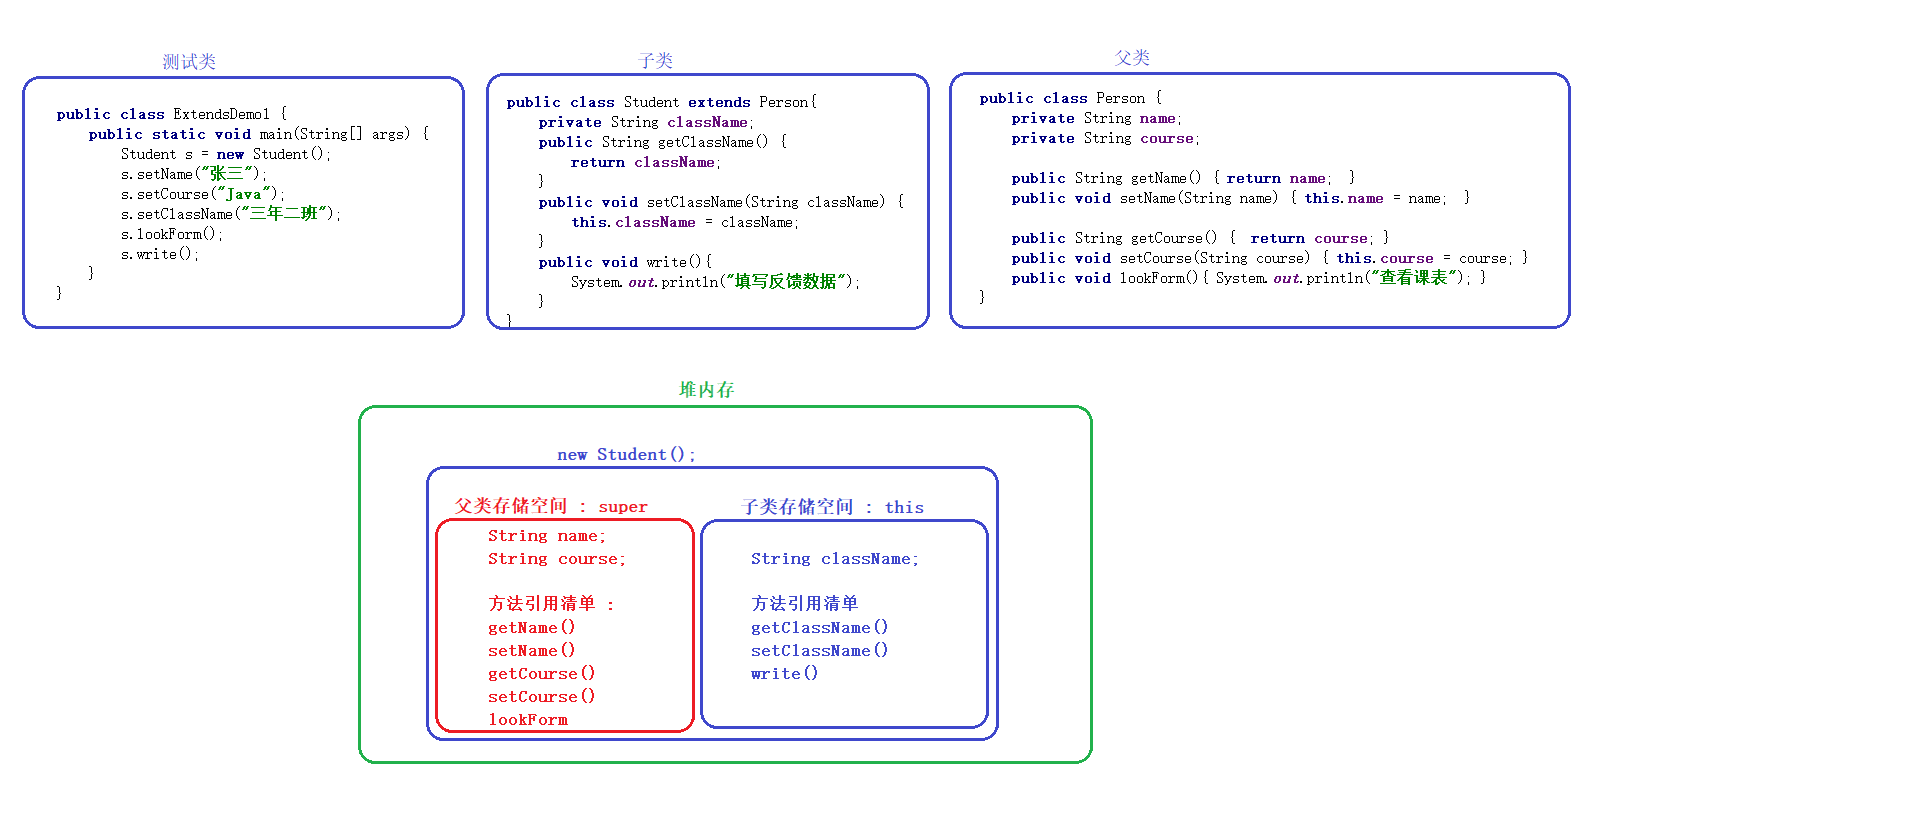 测试类
public class ExtendsDemo1 {
public static void main(String[] args) {
Student s = new Student();
s.setName("张三");
s.setCourse("Java");
s.setClassName("三年二班");
s.lookForm();
s.write();
}
}
子类
public class Student extends Person{
private String className;
public String getClassName() {
return className;
}
public void setClassName(String className) {
this.className = className;
}
public void write(){
System.out.println("填写反馈数据");
}
}
父类
public class Person {
private String name;
private String course;
public String getName() { return name; }
public void setName(String name) { this.name = name; }
public String getCourse() { return course; }
public void setCourse(String course) { this.course = course; }
public void lookForm(){ System.out.println("查看课表"); }
}
堆内存
new Student();
父类存储空间 : super
String name;
String course;
方法引用清单 :
getName()
setName()
getCourse()
setCourse()
lookForm
子类存储空间 : this
String className;
方法引用清单
getClassName()
setClassName()
write()